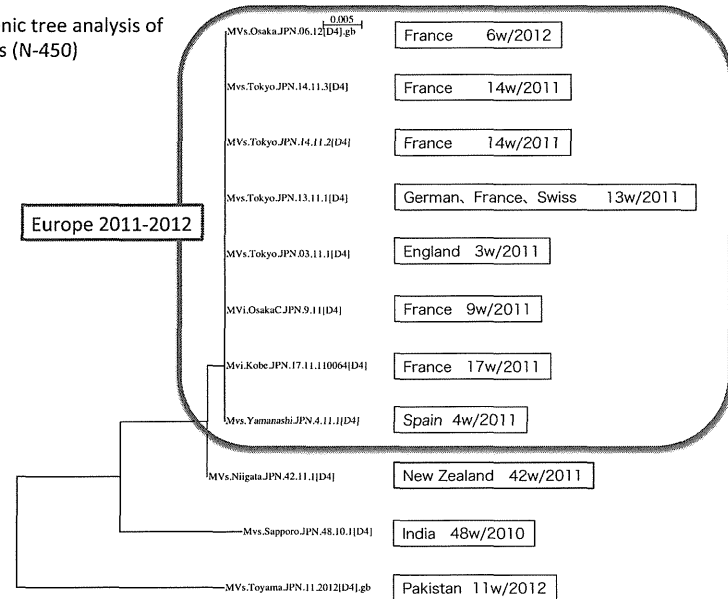 nic tree analysis of
s (N-450)
0.005
MVs.Osaka.JPN.06.12[D4].gb France 6w/2012
Mvs.Tokyo.JPN.14.11.3[D4] France 14w/2011
MVs.Tokyo.JPN.14.11.2[D4] France 14w/2011
MVs.Tokyo.JPN.13.11.1[D4] German、France、Swiss 13w/2011
Europe 2011-2012
MVs.Tokyo.JPN.03.11.1[D4] England 3w/2011
MVi.OsakaC.JPN.9.11[D4] France 9w/2011
Mvi.Kobe.JPN.17.11.110064[D4] France 17w/2011
Mvs.Yamanashi.JPN.4.11.1[D4] Spain 4w/2011
MVs.Niigata.JPN.42.11.1[D4] New Zealand 42w/2011
Mvs.Sapporo.JPN.48.10.1[D4] India 48w/2010
MVs.Toyama.JPN.11.2012[D4].gb Pakistan 11w/2012